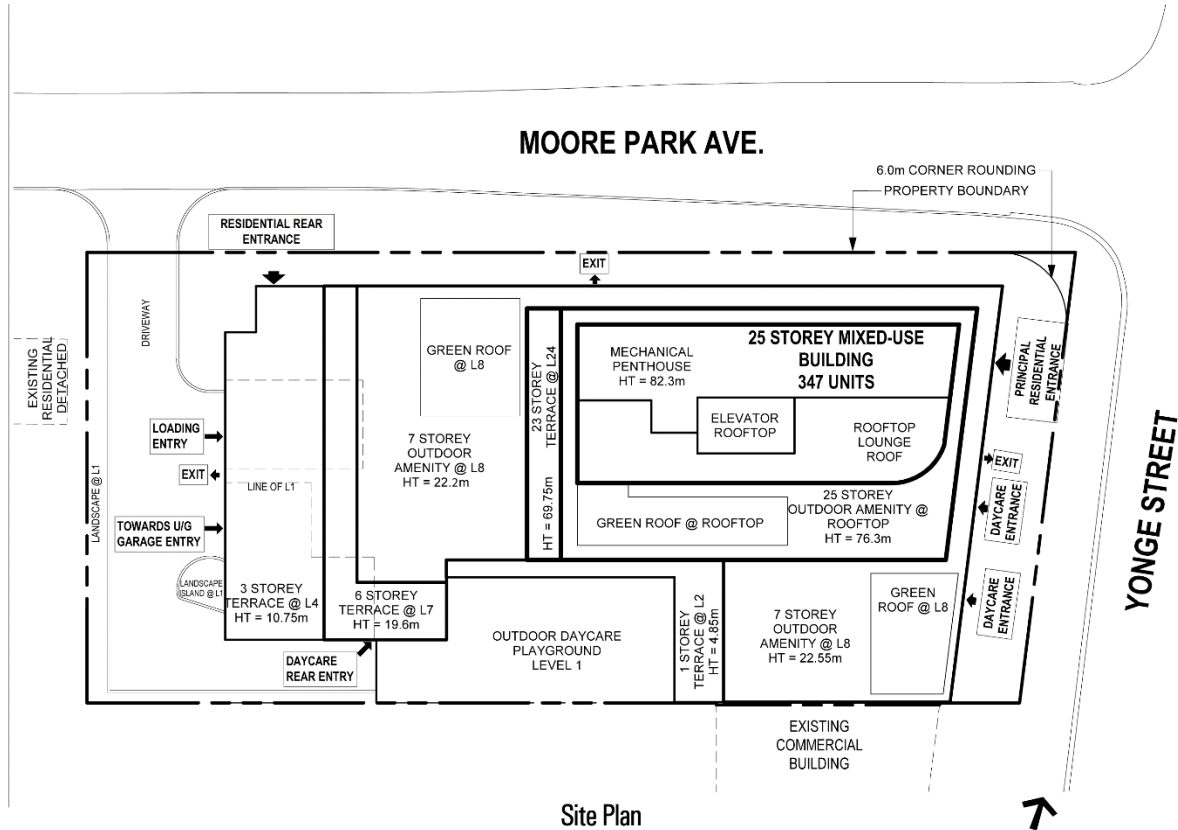 MOORE PARK AVE.
6.0m CORNER ROUNDING
PROPERTY BOUNDARY
RESIDENTIAL REAR
ENTRANCE
EXIT
DRIVEWAY
EXISTING
RESIDENTIAL
DETACHED
GREEN ROOF
@ L8
23 STOREY
TERRACE @ L24
HT = 69.75m
MECHANICAL
PENTHOUSE
HT = 82.3m
25 STOREY MIXED-USE
BUILDING
347 UNITS
PRINCIPAL
RESIDENTIAL
ENTRANCE
ELEVATOR
ROOFTOP
ROOFTOP
LOUNGE
ROOF
LOADING
ENTRY
EXIT
LINE OF L1
7 STOREY
OUTDOOR
AMENITY @ L8
HT = 22.2m
EXIT
LANDSCAPE @ L1
TOWARDS U/G
GARAGE ENTRY
GREEN ROOF @ ROOFTOP
25 STOREY
OUTDOOR AMENITY @
ROOFTOP
HT = 76.3m
DAYCARE
ENTRANCE
YONGE STREET
LANDSCAPE
ISLAND @L1
3 STOREY
TERRACE @ L4
HT = 10.75m
6 STOREY
TERRACE @ L7
HT = 19.6m
OUTDOOR DAYCARE
PLAYGROUND
LEVEL 1
1 STOREY
TERRACE @ L2
HT = 4.85m
7 STOREY
OUTDOOR
AMENITY @ L8
HT = 22.55m
GREEN
ROOF @ L8
DAYCARE
ENTRANCE
DAYCARE
REAR ENTRY
EXISTING
COMMERCIAL
BUILDING
Site Plan